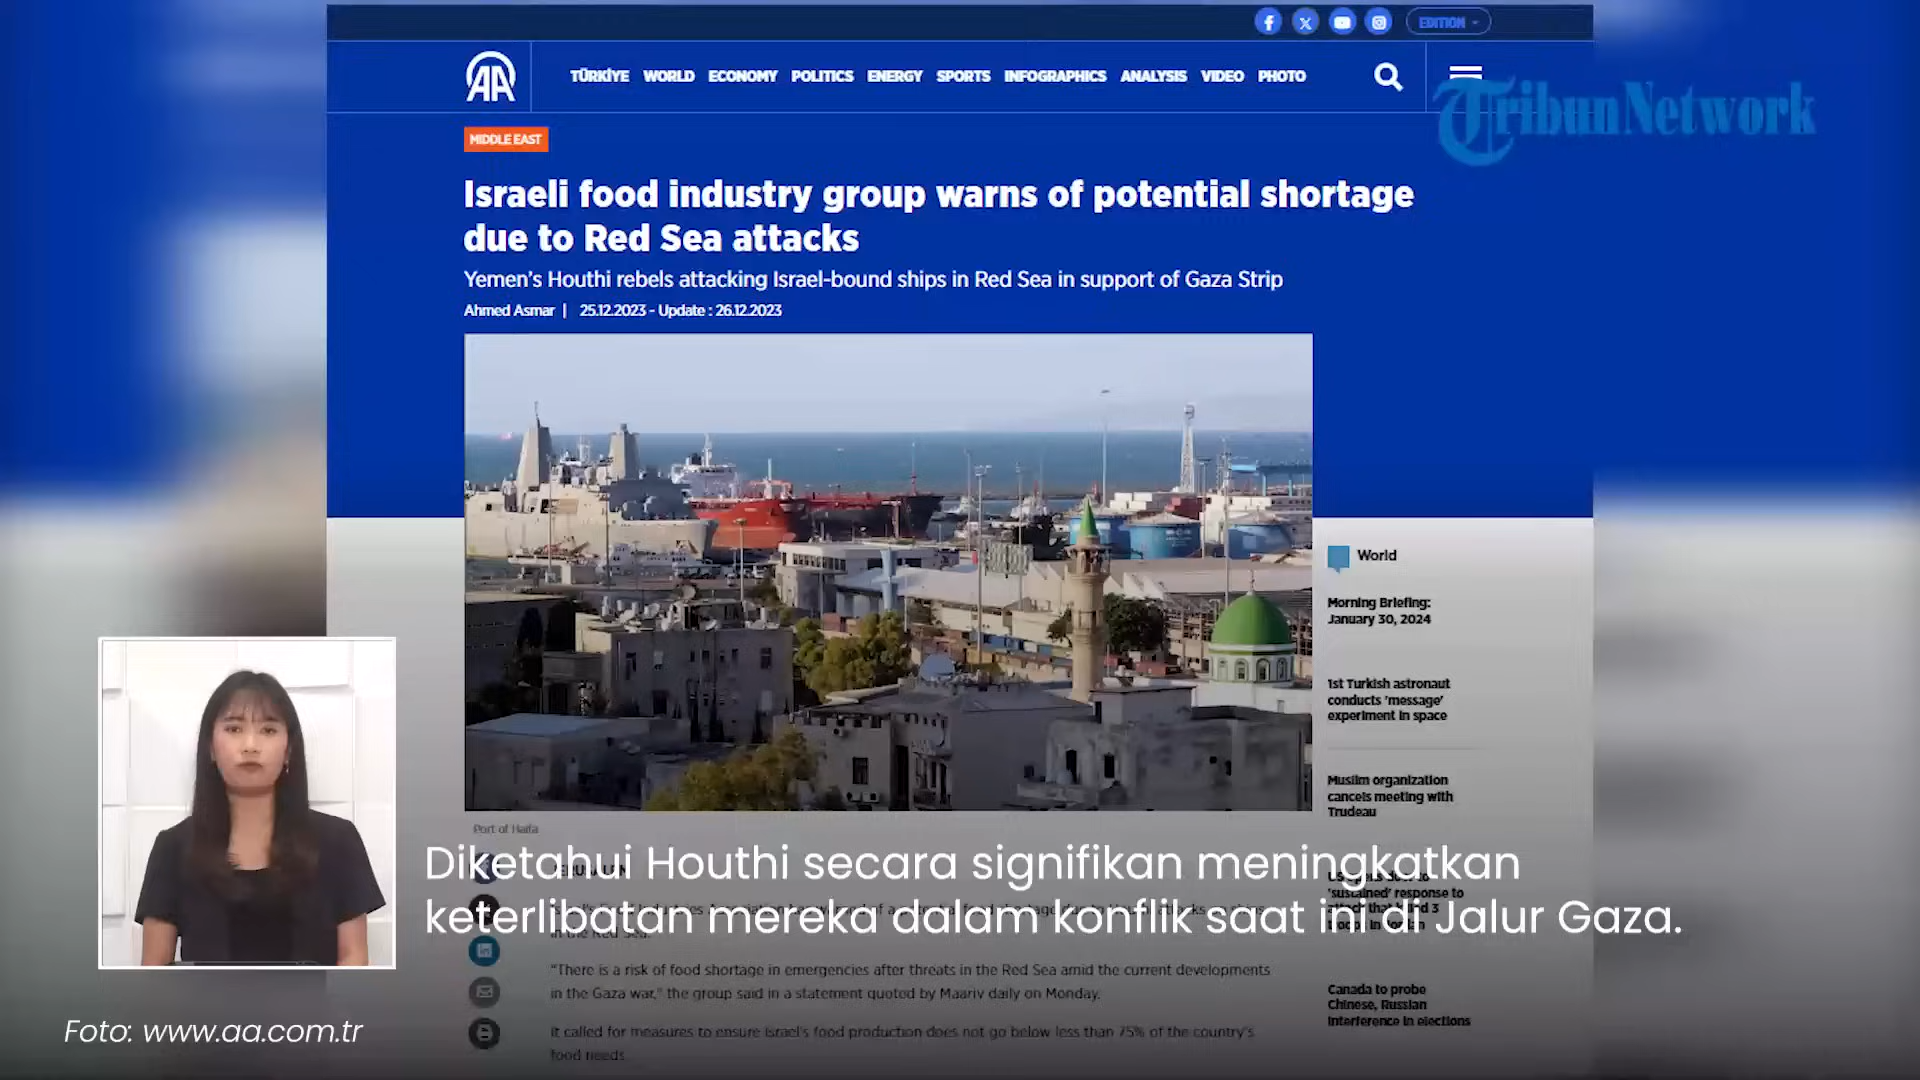 EDITION
AA
TÜRKİYE WORLD ECONOMY POLITICS ENERGY SPORTS INFOGRAPHICS ANALYSIS VIDEO PHOTO
TribunNetwork
MIDDLE EAST
Israeli food industry group warns of potential shortage
due to Red Sea attacks
Yemen's Houthi rebels attacking Israel-bound ships in Red Sea in support of Gaza Strip
Ahmed Asmar | 25.12.2023 - Update : 26.12.2023
World
Morning Briefing:
January 30, 2024
1st Turkish astronaut
conducts 'message'
experiment in space
Muslim organization
cancels meeting with
Trudeau
'sustained' response to
Canada to probe
Chinese, Russian
interference in elections
Port of Haifa
Diketahui Houthi secara signifikan meningkatkan
keterlibatan mereka dalam konflik saat ini di Jalur Gaza.
in the Red Sea.
"There is a risk of food shortage in emergencies after threats in the Red Sea amid the current developments
in the Gaza war," the group said in a statement quoted by Maariv daily on Monday.
It called for measures to ensure Israel's food production does not go below less than 75% of the country's
food needs.
Foto: www.aa.com.tr